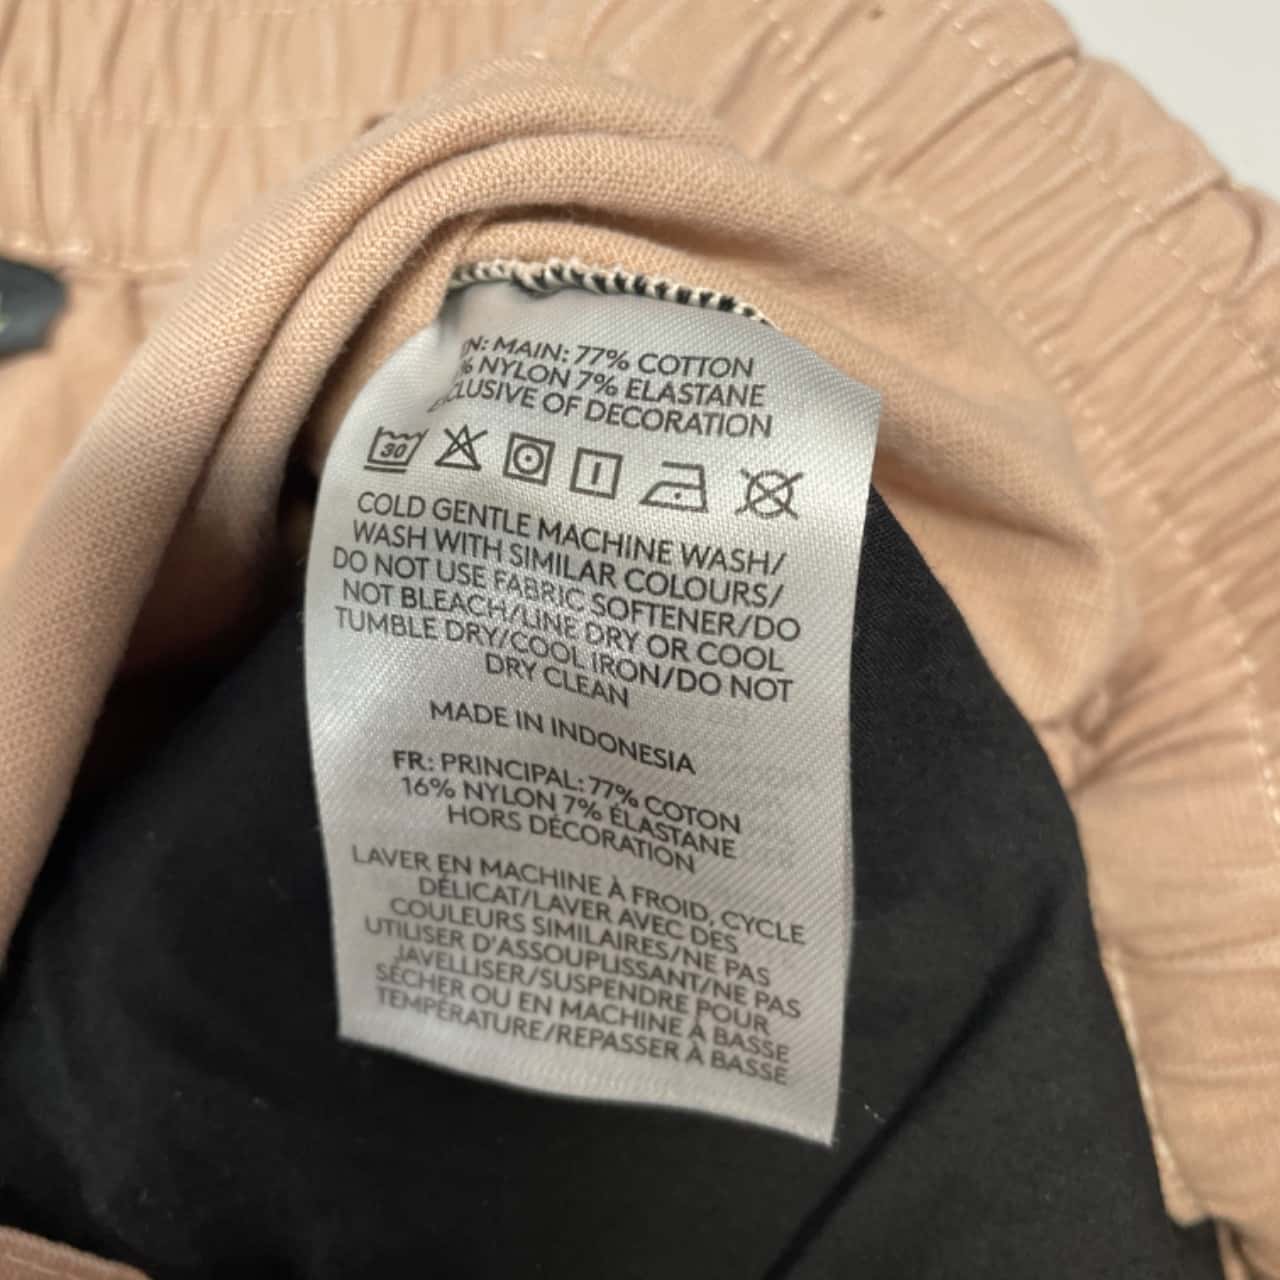 N: MAIN: 77% COTTON
% NYLON 7% ELASTANE
CLUSIVE OF DECORATION
30
COLD GENTLE MACHINE WASH/
WASH WITH SIMILAR COLOURS/
DO NOT USE FABRIC SOFTENER/DO
NOT BLEACH/LINE DRY OR COOL
TUMBLE DRY/COOL IRON/DO NOT
DRY CLEAN
MADE IN INDONESIA
FR: PRINCIPAL: 77% COTON
16% NYLON 7% ÉLASTANE
HORS DÉCORATION
LAVER EN MACHINE À FROID, CYCLE
DÉLICAT/LAVER AVEC DES
COULEURS SIMILAIRES/NE PAS
UTILISER D'ASSOUPLISSANT/NE PAS
JAVELLISER/SUSPENDRE POUR
SÉCHER OU EN MACHINE À BASSE
TEMPÉRATURE/REPASSER À BASSE